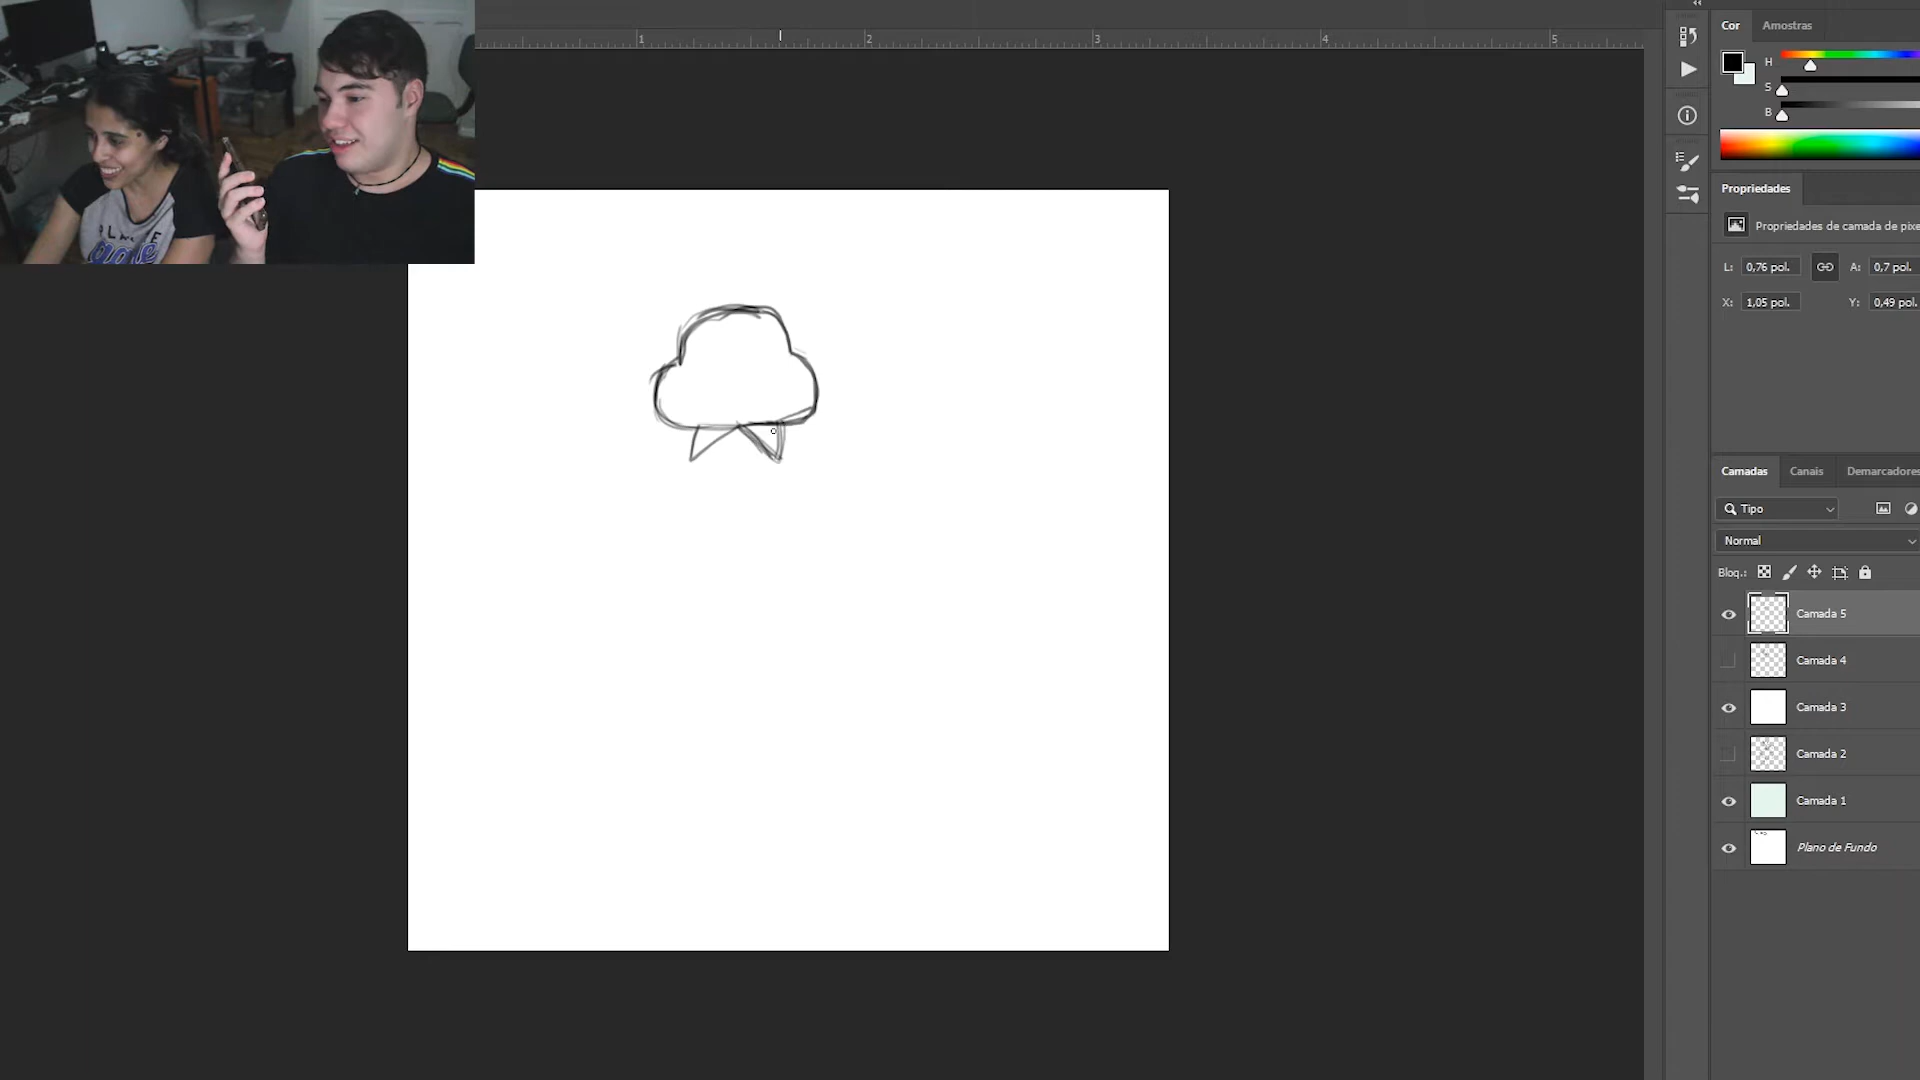 1
2
3
4
5
Cor
Amostras
H
S
B
Propriedades
Propriedades de camada de pixe
L: 0,76 pol.
A: 0,7 pol.
X: 1,05 pol.
Y: 0,49 pol.
Camadas
Canais
Demarcadores
Tipo
Normal
Bloq.:
Camada 5
Camada 4
Camada 3
Camada 2
Camada 1
Plano de Fundo